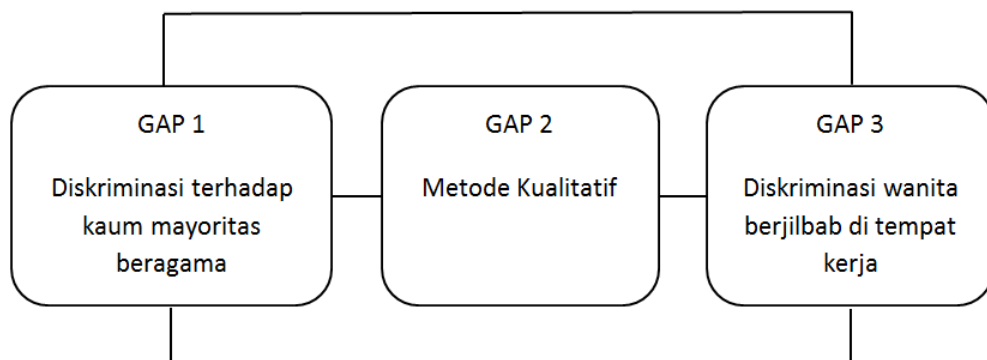 GAP 1
Diskriminasi terhadap
kaum mayoritas
beragama
GAP 2
Metode Kualitatif
GAP 3
Diskriminasi wanita
berjilbab di tempat
kerja